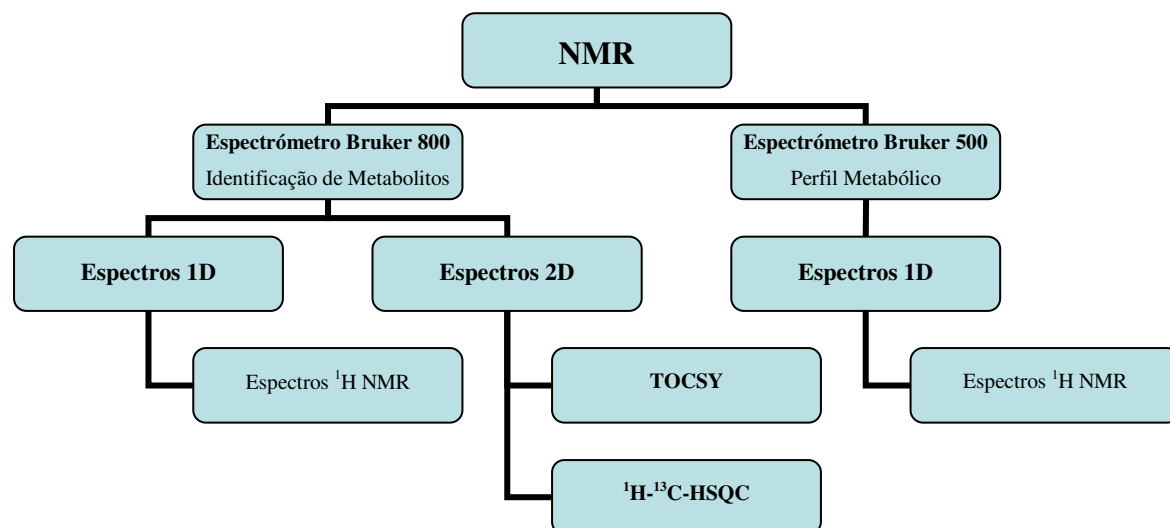 NMR
Espectrómetro Bruker 800
Identificação de Metabolitos
Espectrómetro Bruker 500
Perfil Metabólico
Espectros 1D
Espectros 2D
Espectros 1D
Espectros ¹H NMR
TOCSY
Espectros ¹H NMR
¹H-¹³C-HSQC